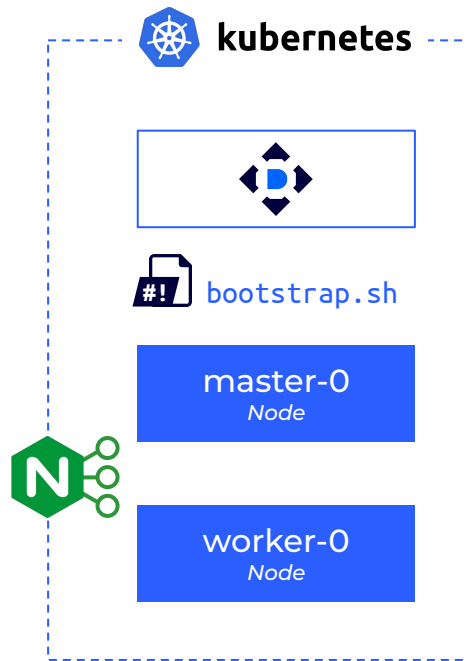 kubernetes
D
#!
bootstrap.sh
master-0
Node
N
worker-0
Node